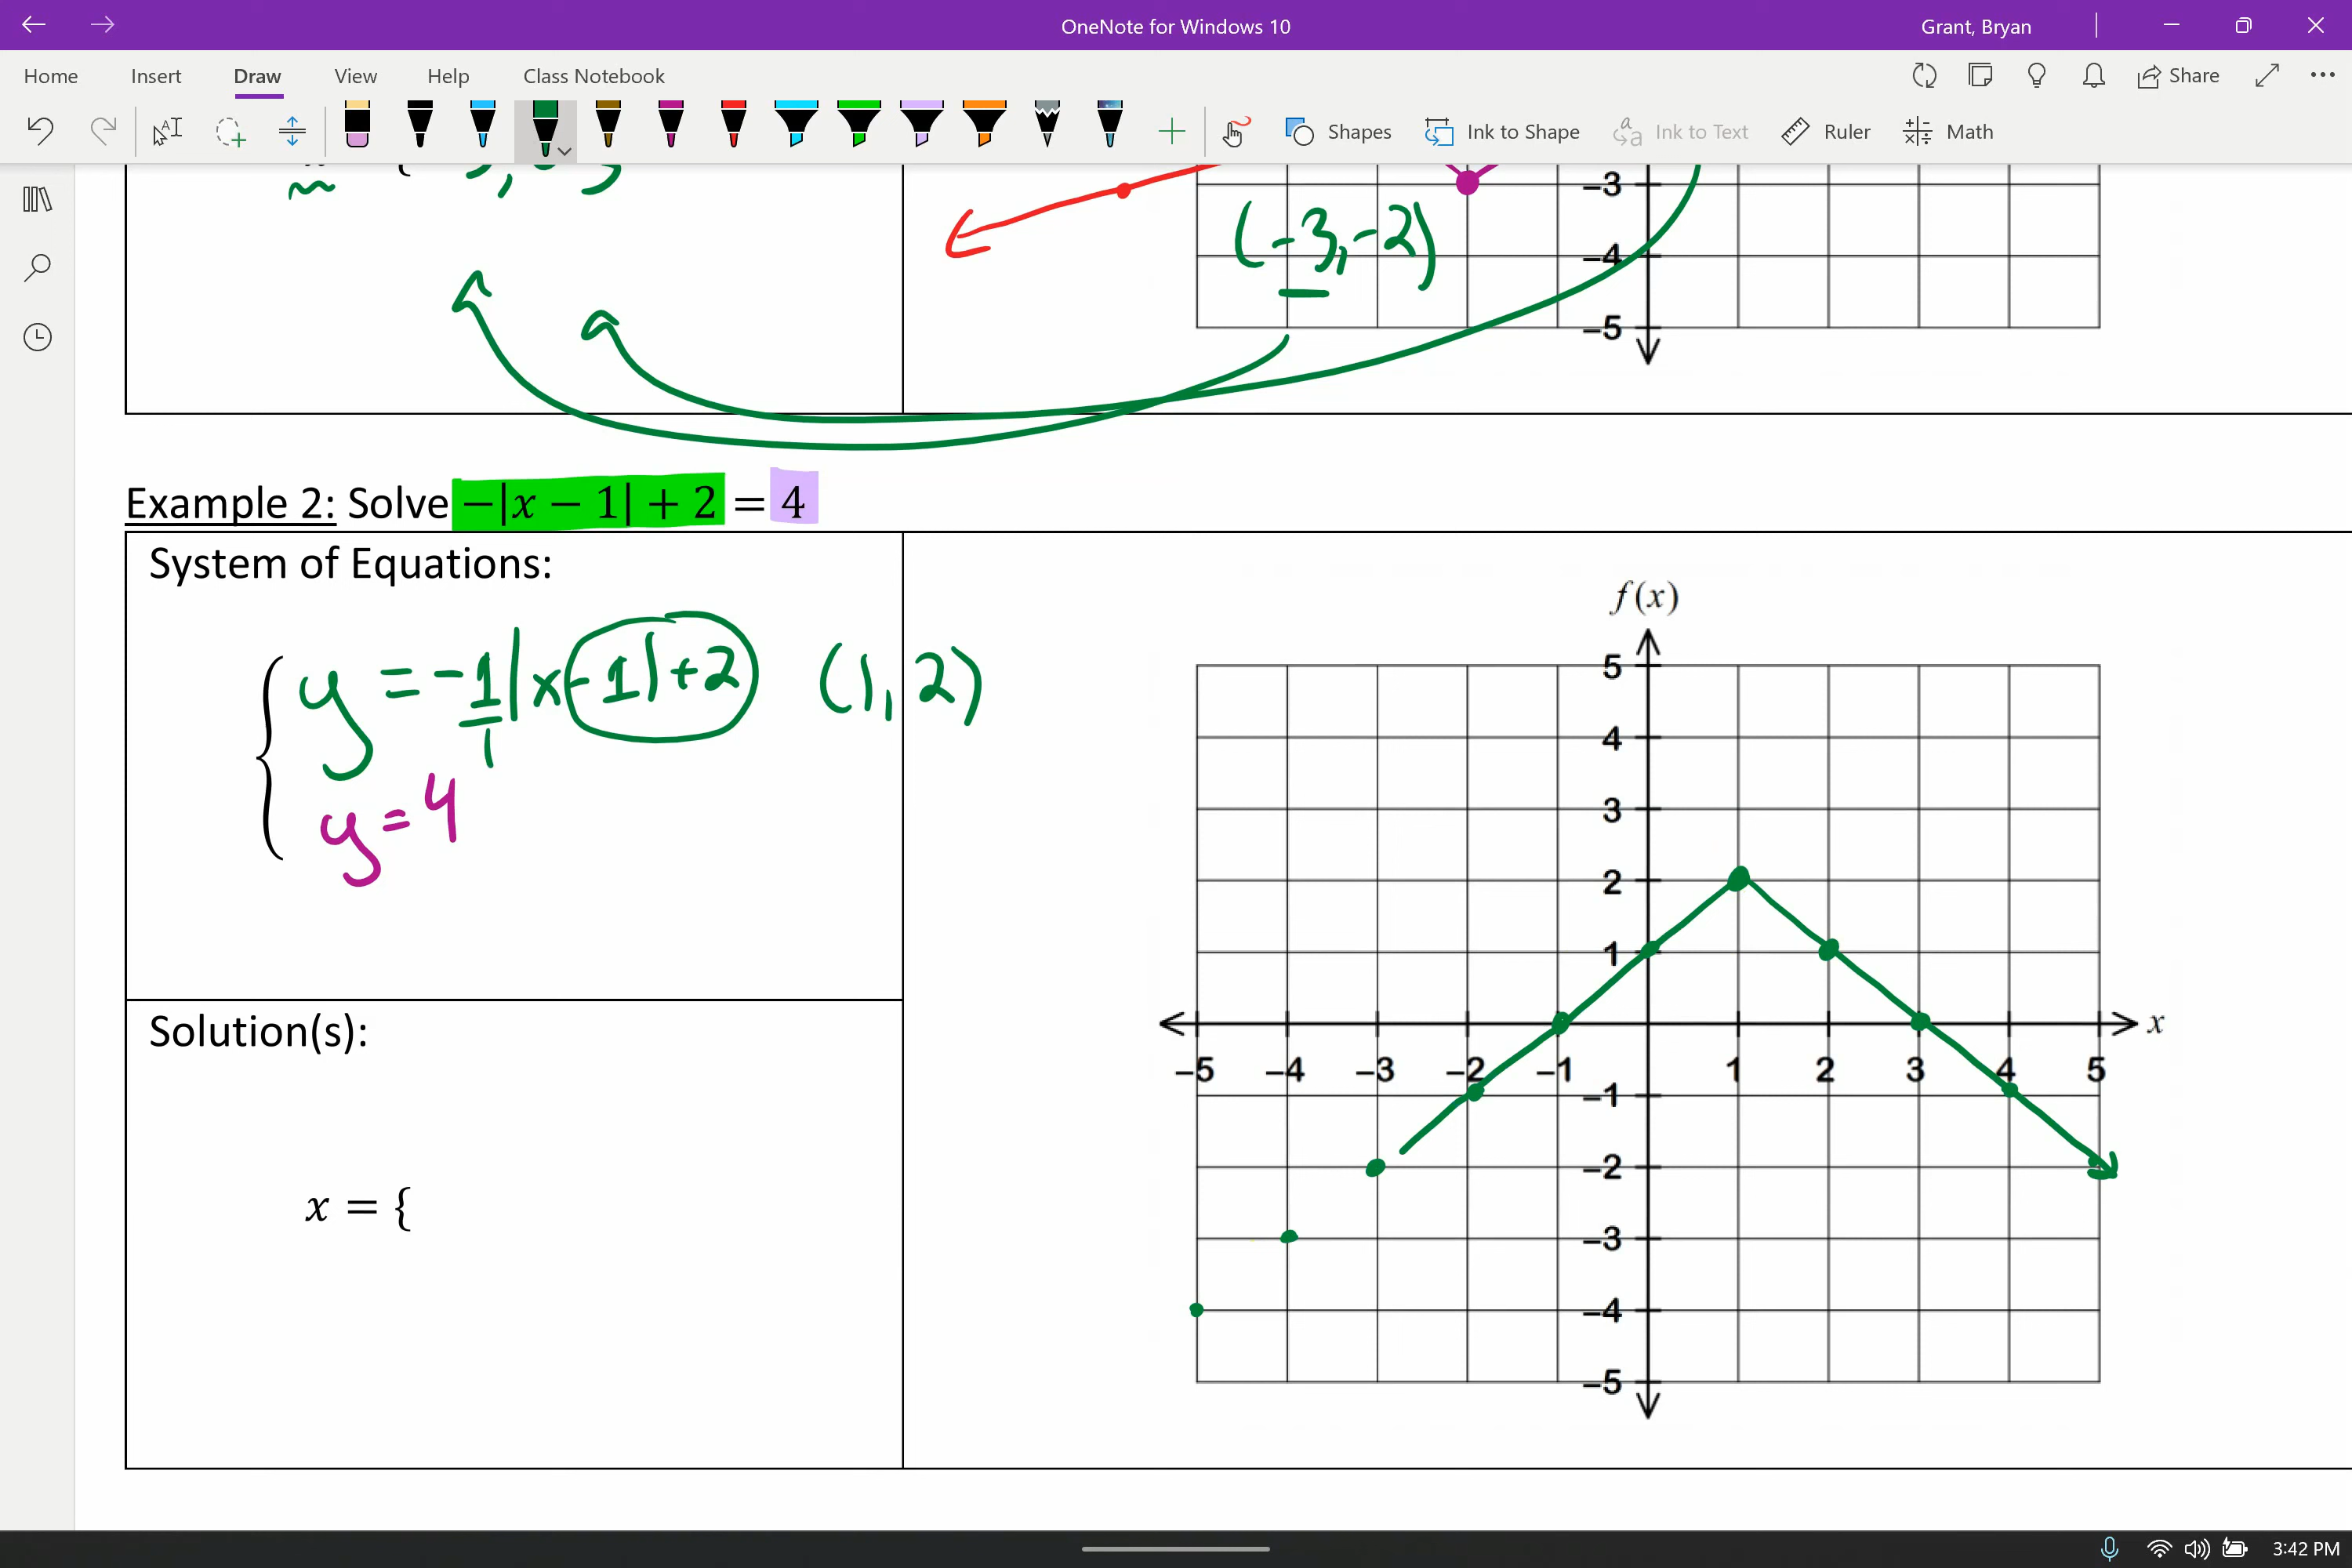 OneNote for Windows 10
Grant, Bryan
Home Insert Draw View Help Class Notebook Share
Shapes Ink to Shape Ink to Text Ruler Math
-3
(-3,-2)
-4
-5
Example 2: Solve -|x - 1| + 2 = 4
System of Equations:
y = -1/1|x-1|+2 (1,2)
y=4
Solution(s):
x = {
f(x)
5
4
3
2
1
x
-5 -4 -3 -2 -1 1 2 3 4 5
-1
-2
-3
-4
-5
3:42 PM